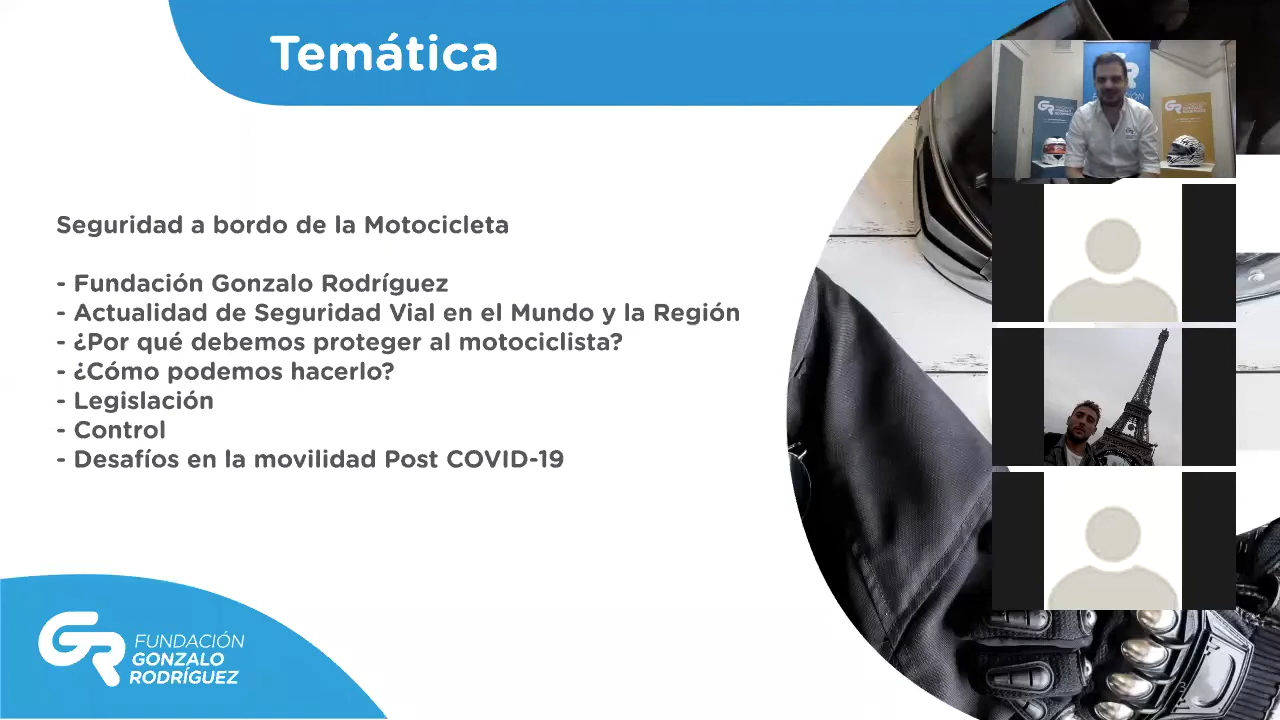 Temática
Seguridad a bordo de la Motocicleta
- Fundación Gonzalo Rodríguez
- Actualidad de Seguridad Vial en el Mundo y la Región
- ¿Por qué debemos proteger al motociclista?
- ¿Cómo podemos hacerlo?
- Legislación
- Control
- Desafíos en la movilidad Post COVID-19
GR
FUNDACIÓN
GONZALO
RODRÍGUEZ
3